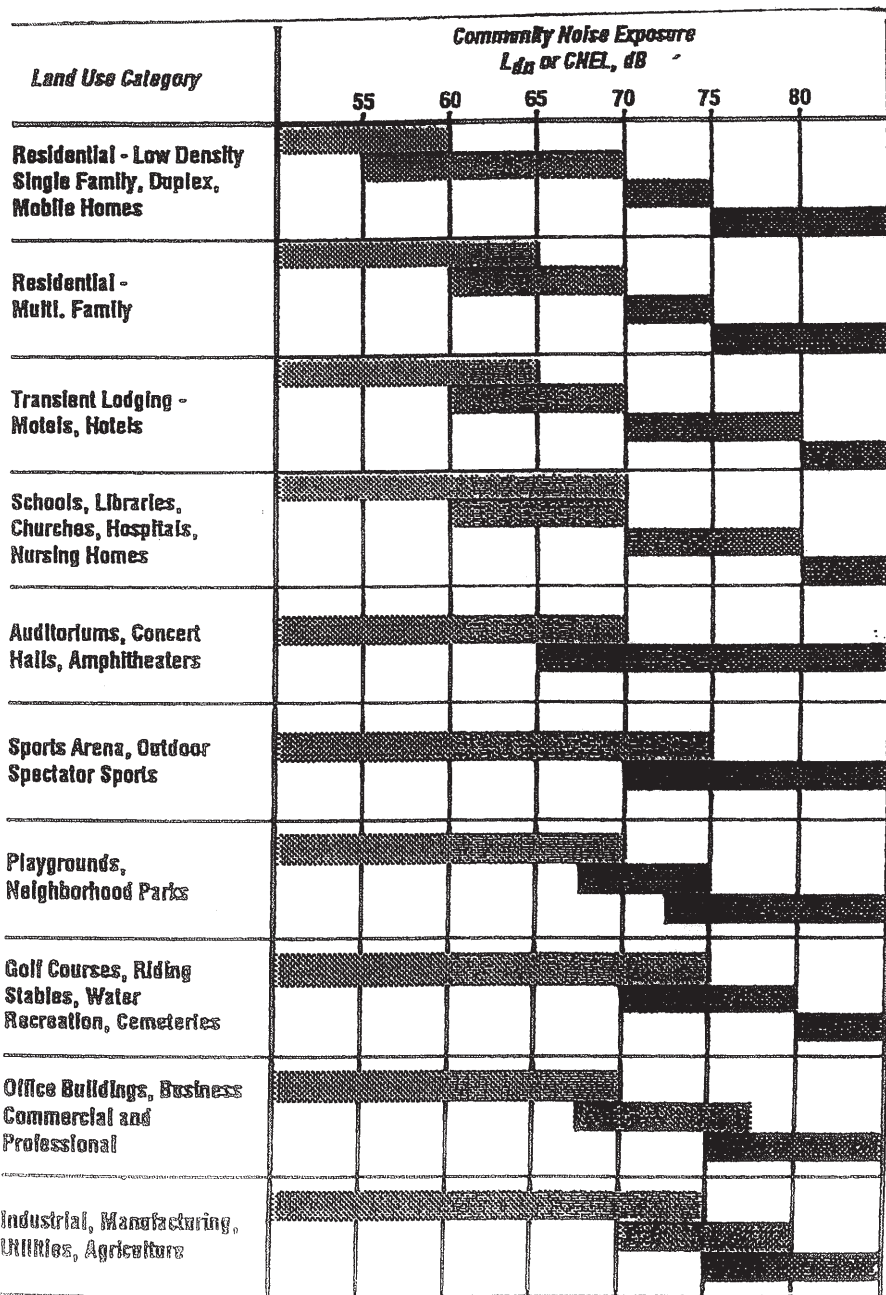 Community Noise Exposure
Ldn or CNEL, dB
Land Use Category
55 60 65 70 75 80
Residential - Low Density
Single Family, Duplex,
Mobile Homes
Residential -
Multi. Family
Transient Lodging -
Motels, Hotels
Schools, Libraries,
Churches, Hospitals,
Nursing Homes
Auditoriums, Concert
Halls, Amphitheaters
Sports Arena, Outdoor
Spectator Sports
Playgrounds,
Neighborhood Parks
Golf Courses, Riding
Stables, Water
Recreation, Cemeteries
Office Buildings, Business
Commercial and
Professional
Industrial, Manufacturing,
Utilities, Agriculture